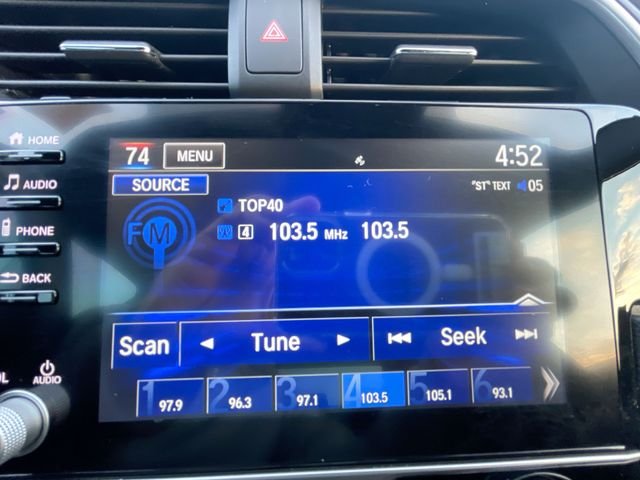 HOME
AUDIO
PHONE
BACK
AUDIO
74 MENU 4:52
SOURCE "ST" TEXT 05
FM TOP40
4 103.5 MHz 103.5
Scan Tune Seek
1 97.9 2 96.3 3 97.1 4 103.5 5 105.1 6 93.1